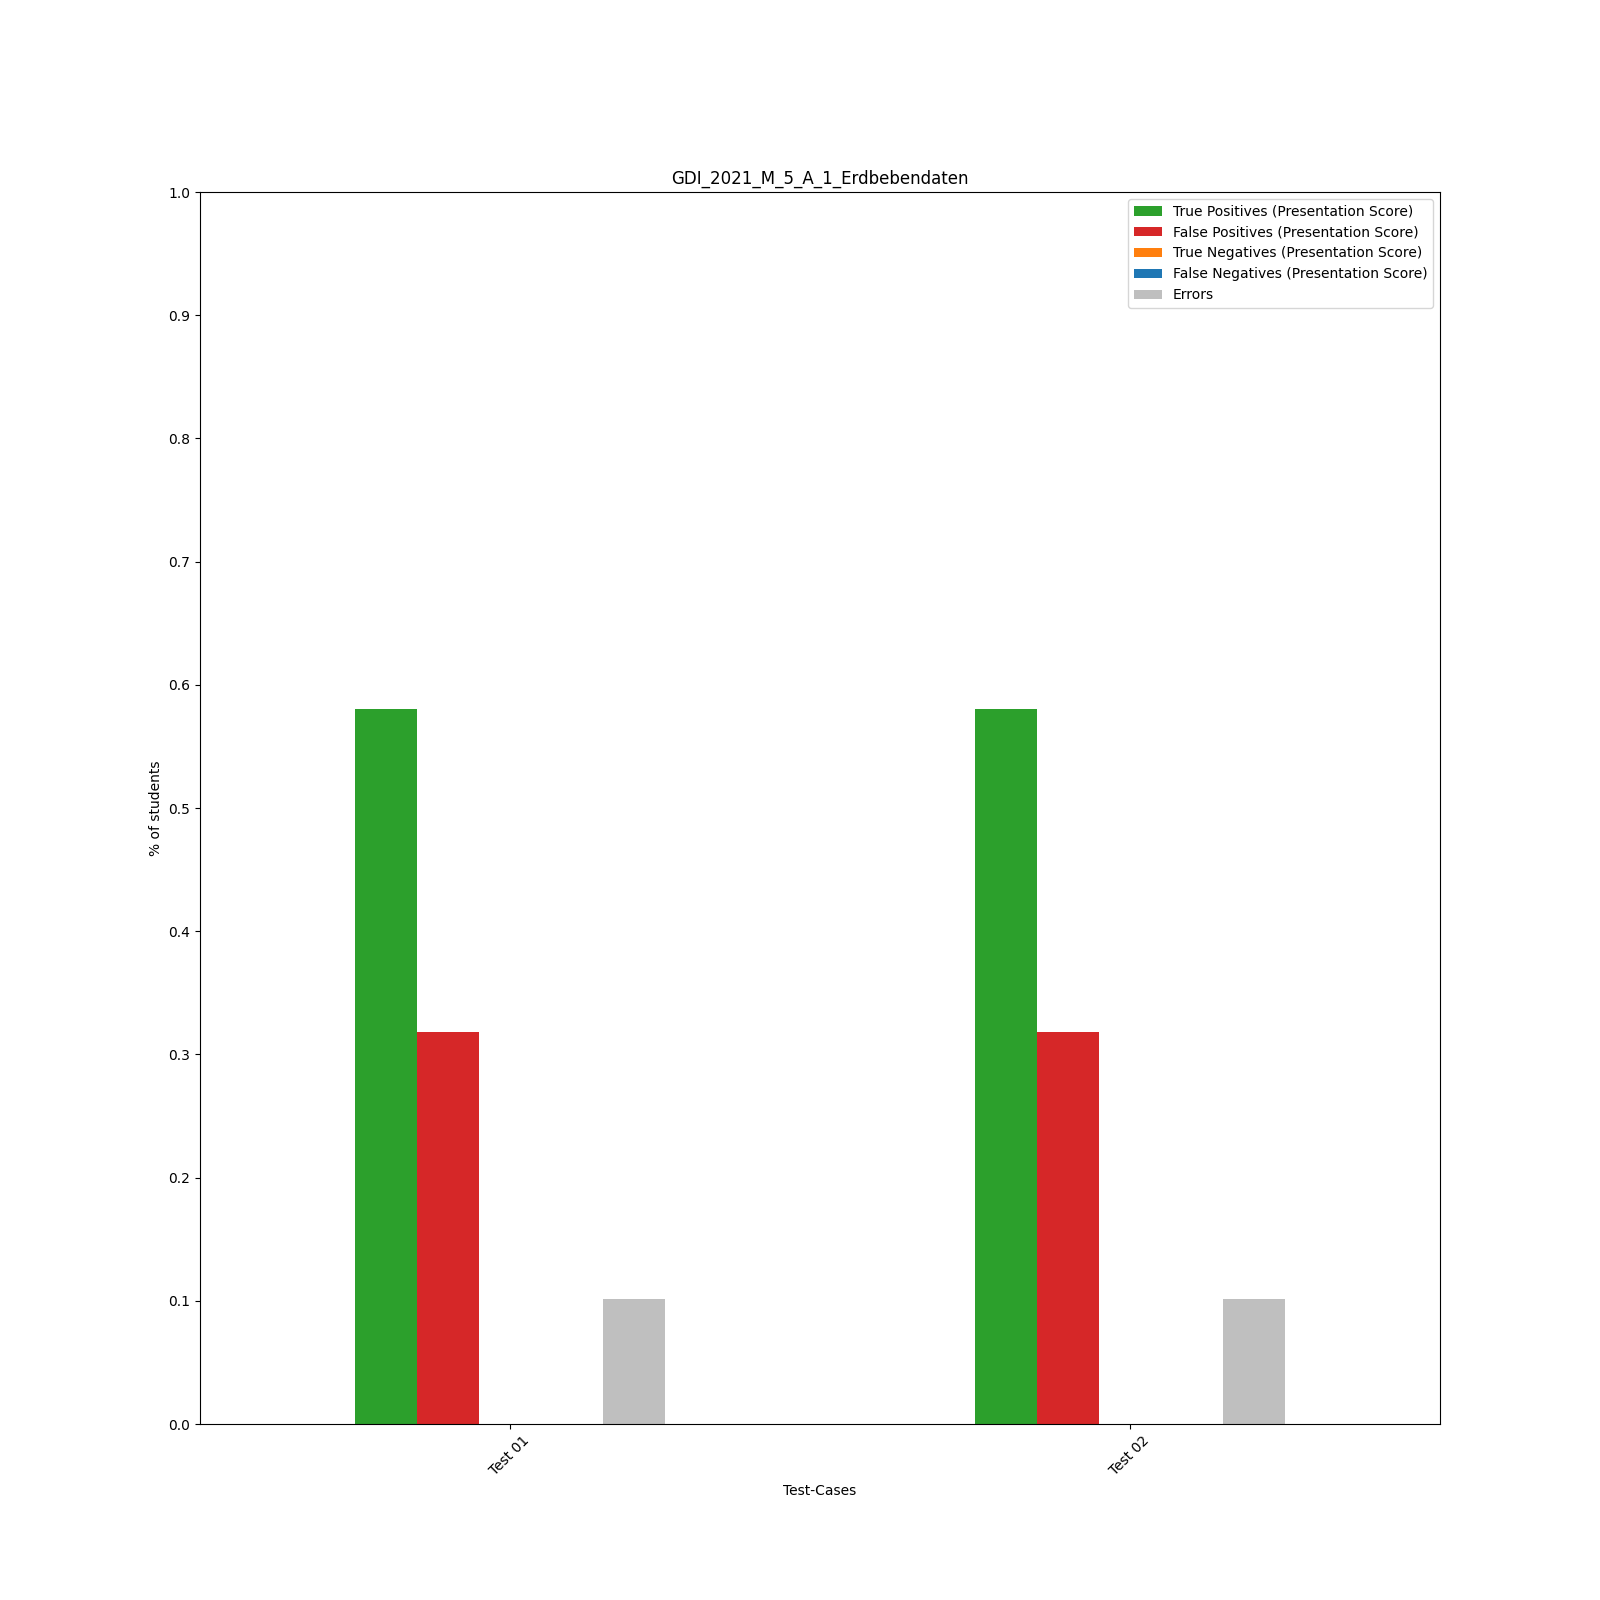 GDI_2021_M_5_A_1_Erdbebendaten
True Positives (Presentation Score)
False Positives (Presentation Score)
True Negatives (Presentation Score)
False Negatives (Presentation Score)
Errors
1.0
0.9
0.8
0.7
0.6
0.5
0.4
0.3
0.2
0.1
0.0
% of students
Test 01
Test 02
Test-Cases